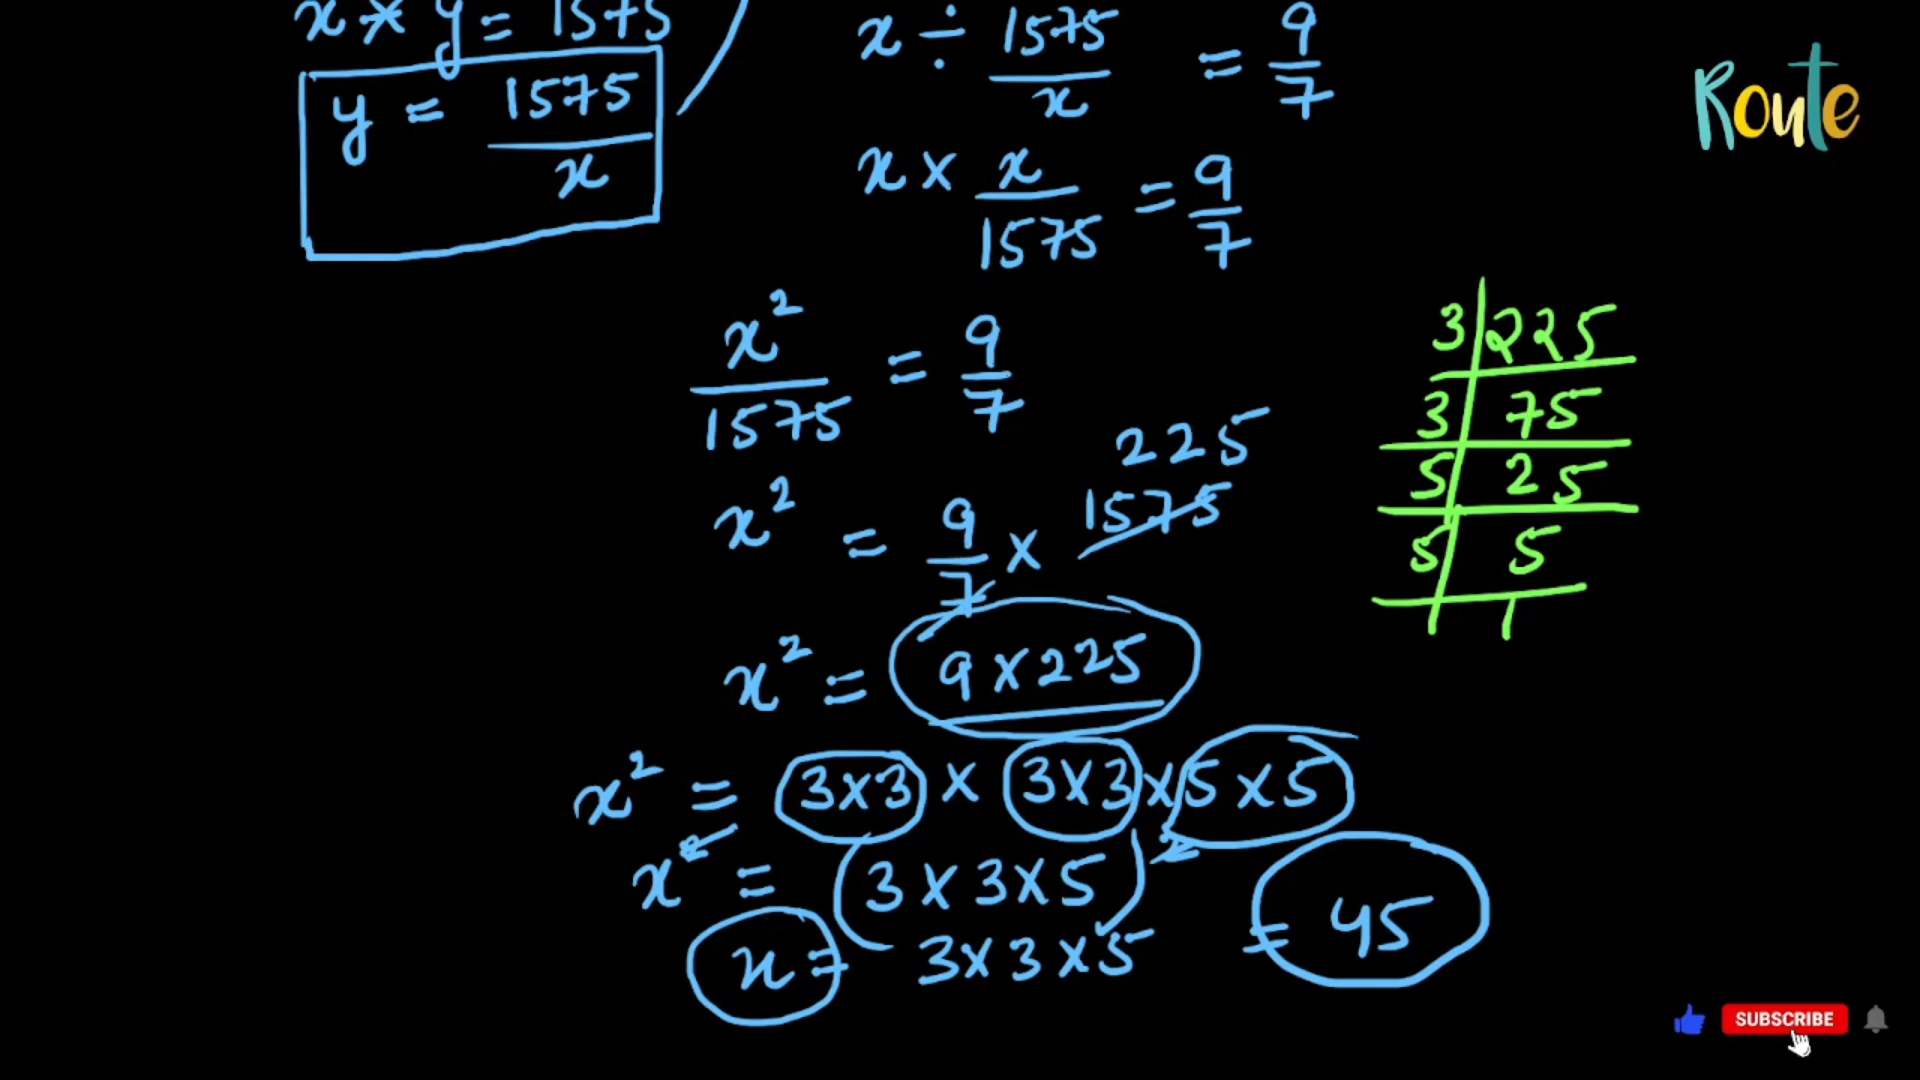 x * y = 1575
y = 1575/x
x ÷ 1575/x = 9/7
x × x/1575 = 9/7
x²/1575 = 9/7
225
x² = 9/7 × 1575
x² = 9 × 225
x² = 3×3 × 3×3 × 5×5
x² = (3 × 3 × 5)²
x = 3×3×5 = 45
3 225
3 75
5 25
5 5
1
Route
SUBSCRIBE